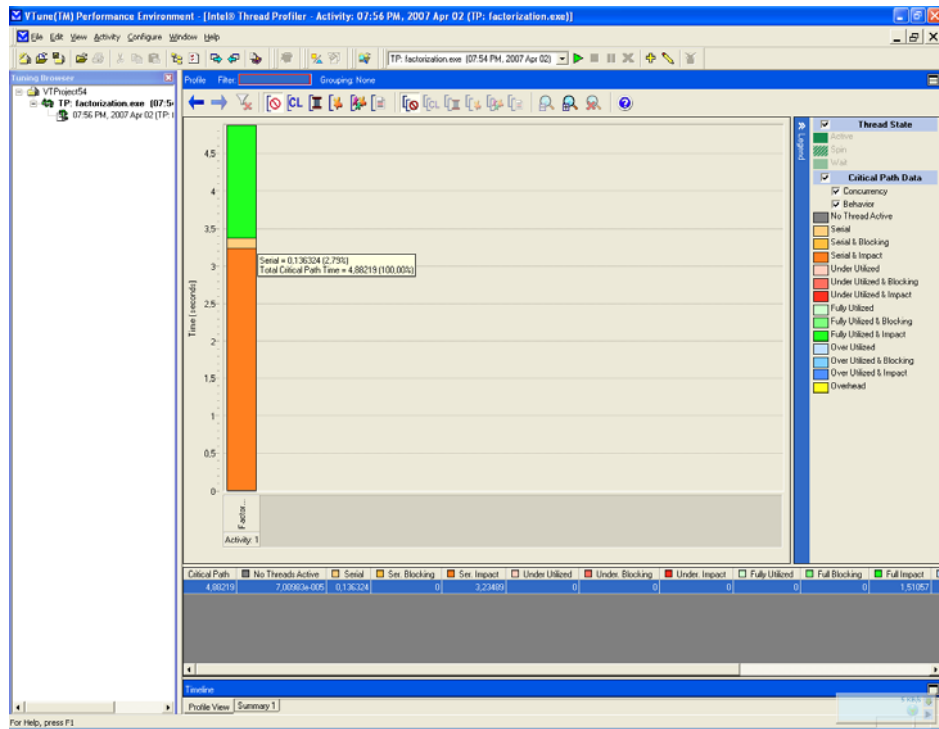 VTune(TM) Performance Environment - [Intel® Thread Profiler - Activity: 07:56 PM, 2007 Apr 02 (TP: factorization.exe)]
File Edit View Activity Configure Window Help
TP: factorization.exe (07:54 PM, 2007 Apr 02)
Tuning Browser
VTProject54
TP: factorization.exe (07:5
07:56 PM, 2007 Apr 02 (TP: 
Profile Filter: Grouping: None
CL
CL
4,5
4
3,5
3
2,5
2
1,5
1
0,5
0
Time [seconds]
Serial = 0,136324 (2,79%)
Total Critical Path Time = 4,88219 (100,00%)
Factor...
Activity: 1
Legend
Thread State
Active
Spin
Wait
Critical Path Data
Concurrency
Behavior
No Thread Active
Serial
Serial & Blocking
Serial & Impact
Under Utilized
Under Utilized & Blocking
Under Utilized & Impact
Fully Utilized
Fully Utilized & Blocking
Fully Utilized & Impact
Over Utilized
Over Utilized & Blocking
Over Utilized & Impact
Overhead
Critical Path No Threads Active Serial Ser. Blocking Ser. Impact Under Utilized Under. Blocking Under. Impact Fully Utilized Full Blocking Full Impact
4,88219 7,00983e-005 0,136324 0 3,23489 0 0 0 0 0 1,51057
Timeline
Profile View Summary 1
For Help, press F1